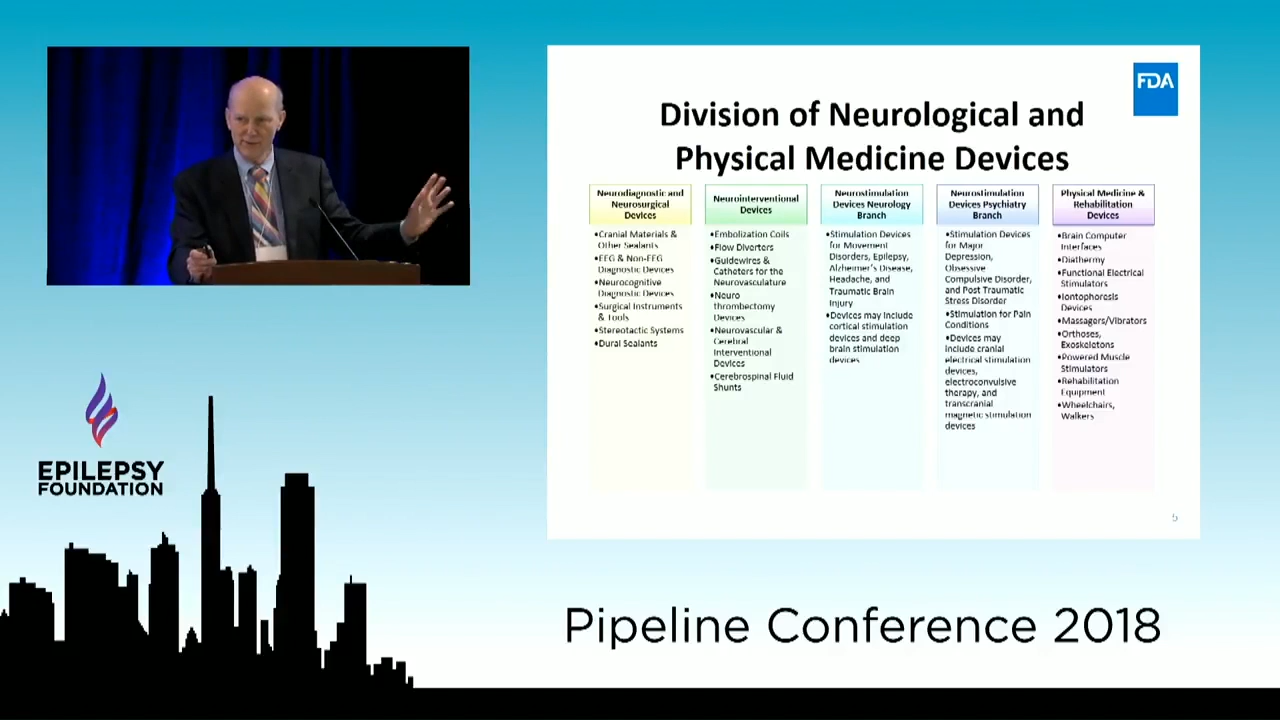 FDA
Division of Neurological and
Physical Medicine Devices
Neurodiagnostic and
Neurosurgical
Devices
•Cranial Materials &
Other Sealants
•EEG & Non-EEG
Diagnostic Devices
•Neurocognitive
Diagnostic Devices
•Surgical Instruments
& Tools
•Stereotactic Systems
•Dural Sealants
Neurointerventional
Devices
•Embolization Coils
•Flow Diverters
•Guidewires &
Catheters for the
Neurovasculature
•Neuro
thrombectomy
Devices
•Neurovascular &
Cerebral
Interventional
Devices
•Cerebrospinal Fluid
Shunts
Neurostimulation
Devices Neurology
Branch
•Stimulation Devices
for Movement
Disorders, Epilepsy,
Alzheimer's Disease,
Headache, and
Traumatic Brain
Injury
•Devices may include
cortical stimulation
devices and deep
brain stimulation
devices
Neurostimulation
Devices Psychiatry
Branch
•Stimulation Devices
for Major
Depression,
Obsessive
Compulsive Disorder,
and Post Traumatic
Stress Disorder
•Stimulation for Pain
Conditions
•Devices may
include cranial
electrical stimulation
devices,
electroconvulsive
therapy, and
transcranial
magnetic stimulation
devices
Physical Medicine &
Rehabilitation
Devices
•Brain Computer
Interfaces
•Diathermy
•Functional Electrical
Stimulators
•Iontophoresis
Devices
•Massagers/Vibrators
•Orthoses,
Exoskeletons
•Powered Muscle
Stimulators
•Rehabilitation
Equipment
•Wheelchairs,
Walkers
5
EPILEPSY
FOUNDATION
Pipeline Conference 2018